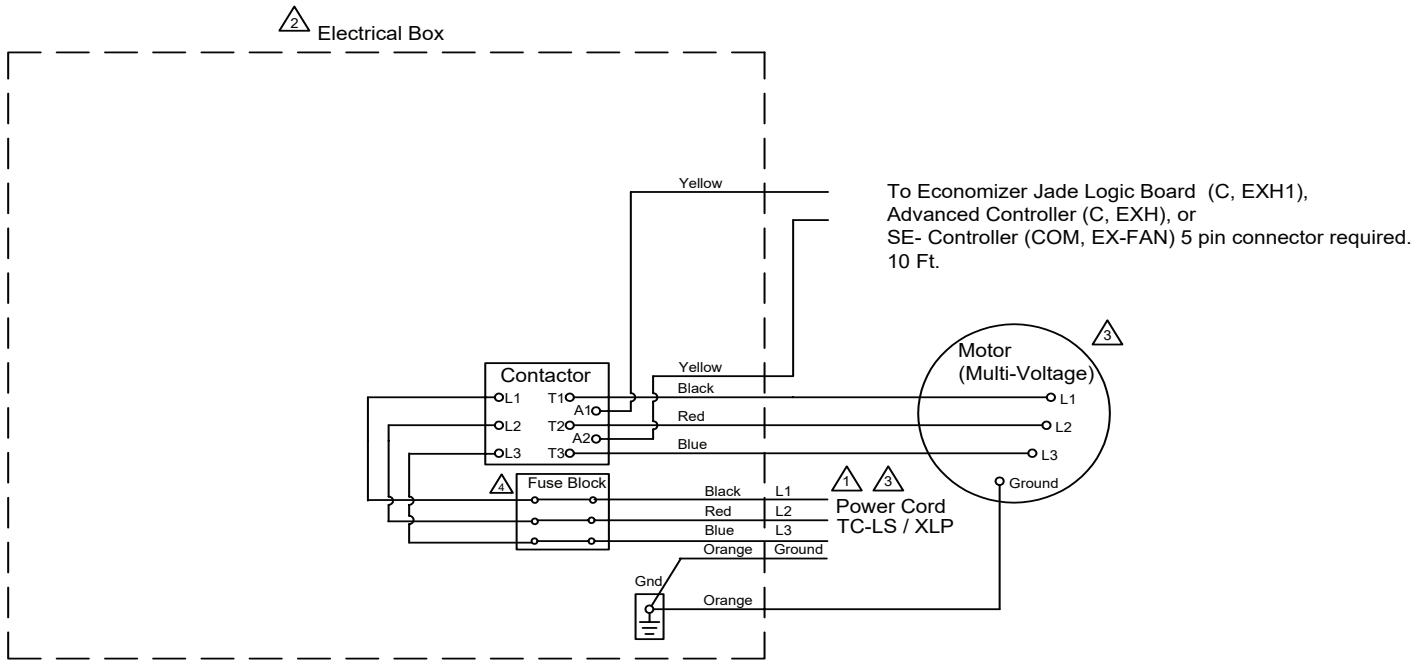 2
Electrical Box
Yellow
To Economizer Jade Logic Board (C, EXH1),
Advanced Controller (C, EXH), or
SE- Controller (COM, EX-FAN) 5 pin connector required.
10 Ft.
3
Motor
(Multi-Voltage)
Contactor
Yellow
Black
L1 T1
A1
L1
Red
L2 T2
A2
L2
Blue
L3 T3
L3
4
Fuse Block
1 3
Ground
Black L1
Power Cord
Red L2
TC-LS / XLP
Blue L3
Orange Ground
Gnd
Orange